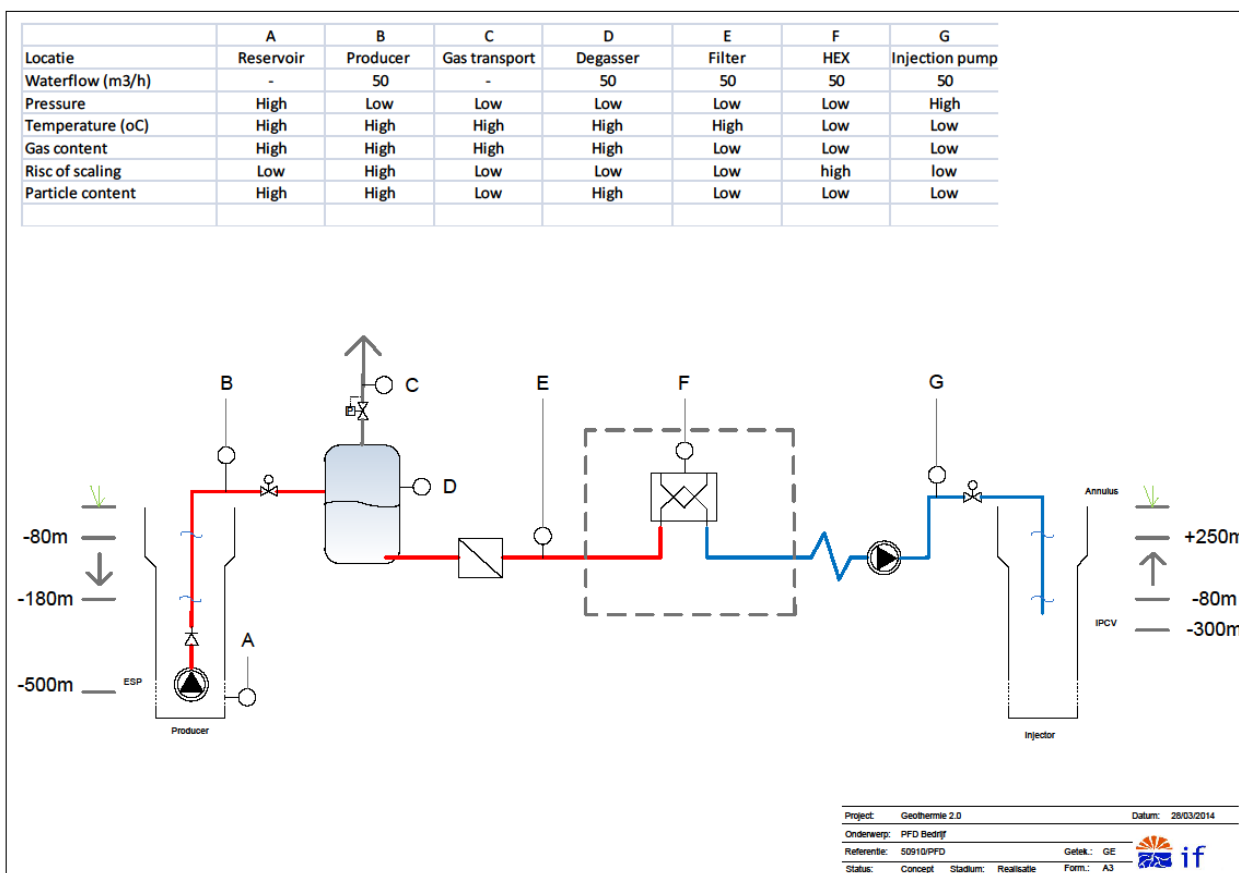 A B C D E F G
Locatie Reservoir Producer Gas transport Degasser Filter HEX Injection pump
Waterflow (m3/h) - 50 - 50 50 50 50
Pressure High Low Low Low Low Low High
Temperature (oC) High High High High High Low Low
Gas content High High High High Low Low Low
Risc of scaling Low High Low Low Low high low
Particle content High High Low High Low Low Low
B
C
E
F
G
P
D
Annulus
-80m
+250m
-180m
-80m
IPCV
-300m
A
-500m
ESP
Producer
Injector
Project: Geothermie 2.0 Datum: 28/03/2014
Onderwerp: PFD Bedrijf
Referentie: 50910/PFD Getek.: GE
Status: Concept Stadium: Realisatie Form.: A3
if